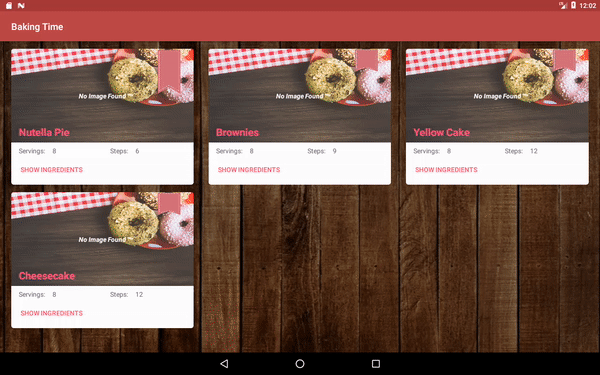 12:02
Baking Time
No Image Found
Nutella Pie
Servings: 8 Steps: 6
SHOW INGREDIENTS
No Image Found
Brownies
Servings: 8 Steps: 9
SHOW INGREDIENTS
No Image Found
Yellow Cake
Servings: 8 Steps: 12
SHOW INGREDIENTS
No Image Found
Cheesecake
Servings: 8 Steps: 12
SHOW INGREDIENTS